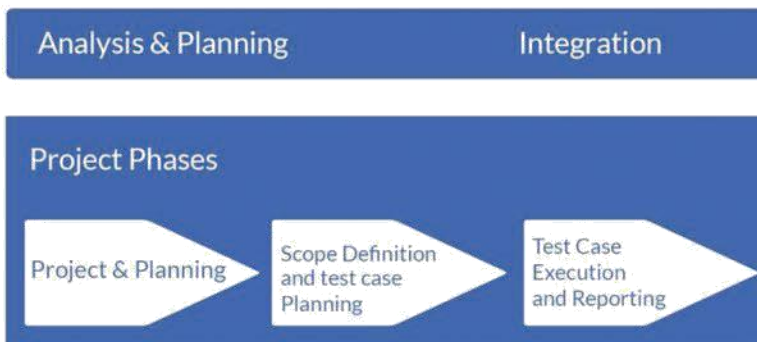 Analysis & Planning Integration
Project Phases
Project & Planning
Scope Definition
and test case
Planning
Test Case
Execution
and Reporting